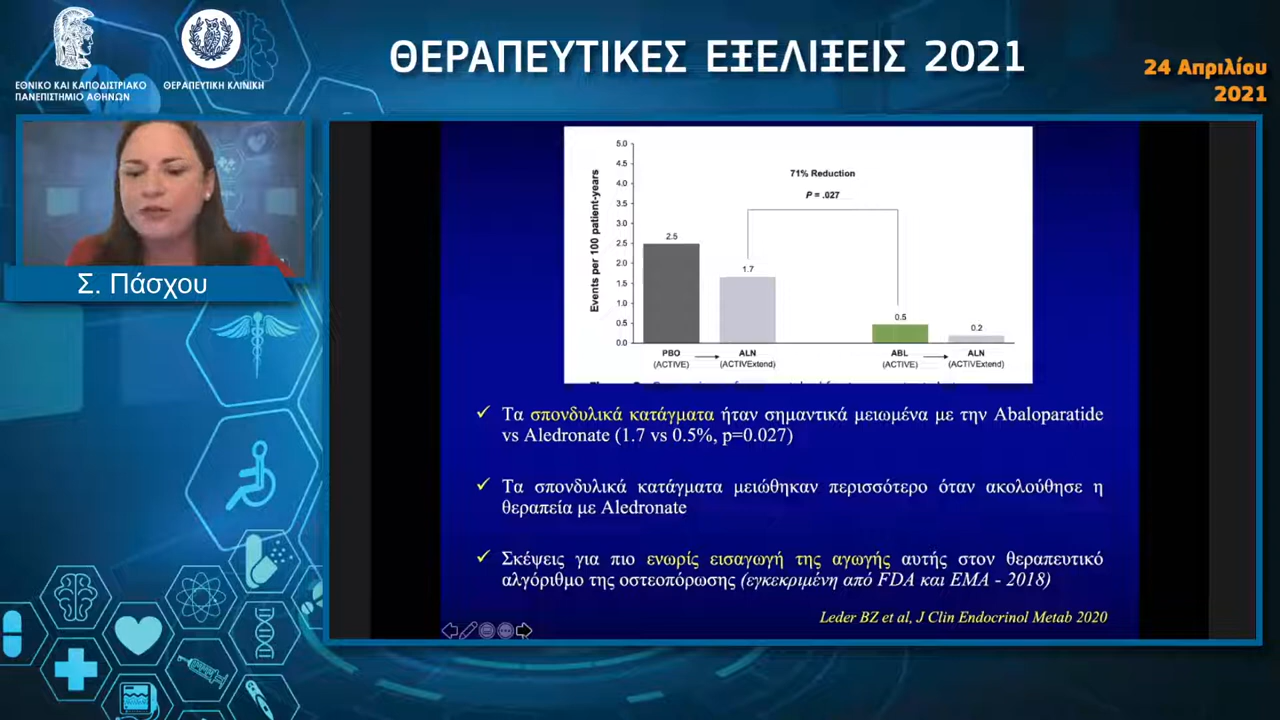 ΕΘΝΙΚΟ ΚΑΙ ΚΑΠΟΔΙΣΤΡΙΑΚΟ
ΠΑΝΕΠΙΣΤΗΜΙΟ ΑΘΗΝΩΝ
ΘΕΡΑΠΕΥΤΙΚΗ ΚΛΙΝΙΚΗ
ΘΕΡΑΠΕΥΤΙΚΕΣ ΕΞΕΛΙΞΕΙΣ 2021
24 Απριλίου
2021
Σ. Πάσχου
Events per 100 patient-years
5.0
4.5
4.0
3.5
3.0
2.5
2.0
1.5
1.0
0.5
0.0
71% Reduction
P = .027
2.5
1.7
0.5
0.2
PBO ALN ABL ALN
(ACTIVE) (ACTIVExtend) (ACTIVE) (ACTIVExtend)
✓ Τα σπονδυλικά κατάγματα ήταν σημαντικά μειωμένα με την Abaloparatide
vs Aledronate (1.7 vs 0.5%, p=0.027)
✓ Τα σπονδυλικά κατάγματα μειώθηκαν περισσότερο όταν ακολούθησε η
θεραπεία με Aledronate
✓ Σκέψεις για πιο ενωρίς εισαγωγή της αγωγής αυτής στον θεραπευτικό
αλγόριθμο της οστεοπόρωσης (εγκεκριμένη από FDA και EMA - 2018)
Leder BZ et al, J Clin Endocrinol Metab 2020